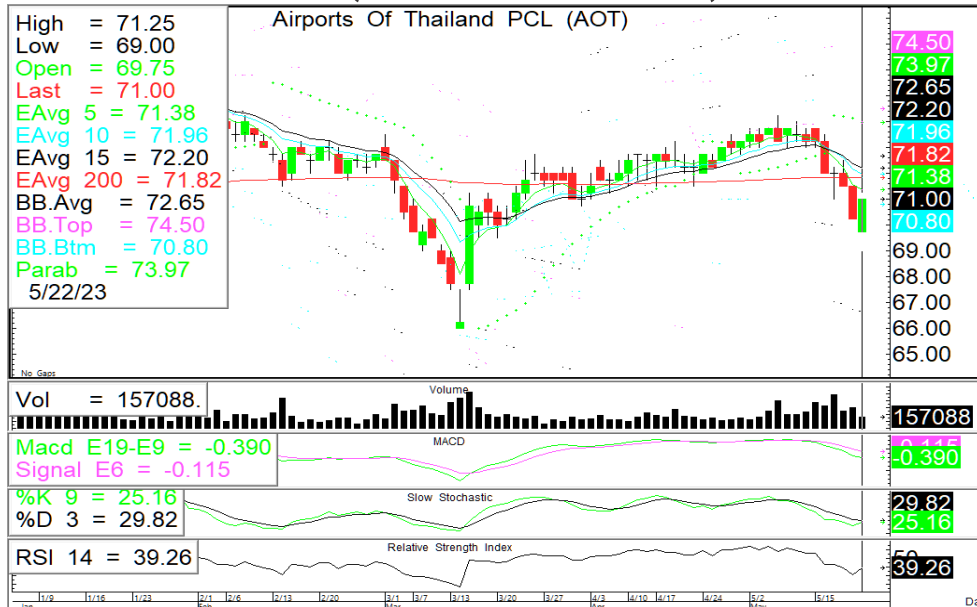 Airports Of Thailand PCL (AOT)
High = 71.25
Low = 69.00
Open = 69.75
Last = 71.00
EAvg 5 = 71.38
EAvg 10 = 71.96
EAvg 15 = 72.20
EAvg 200 = 71.82
BB.Avg = 72.65
BB.Top = 74.50
BB.Btm = 70.80
Parab = 73.97
5/22/23
74.50
73.97
72.65
72.20
71.96
71.82
71.38
71.00
70.80
69.00
68.00
67.00
66.00
65.00
No Gaps
Volume
Vol = 157088.
157088
MACD
Macd E19-E9 = -0.390
Signal E6 = -0.115
-0.115
-0.390
Slow Stochastic
%K 9 = 25.16
%D 3 = 29.82
29.82
25.16
Relative Strength Index
RSI 14 = 39.26
50
39.26
1/9 1/16 1/23 2/1 2/6 2/13 2/20 3/1 3/7 3/13 3/20 3/27 4/3 4/10 4/17 4/24 5/2 5/15